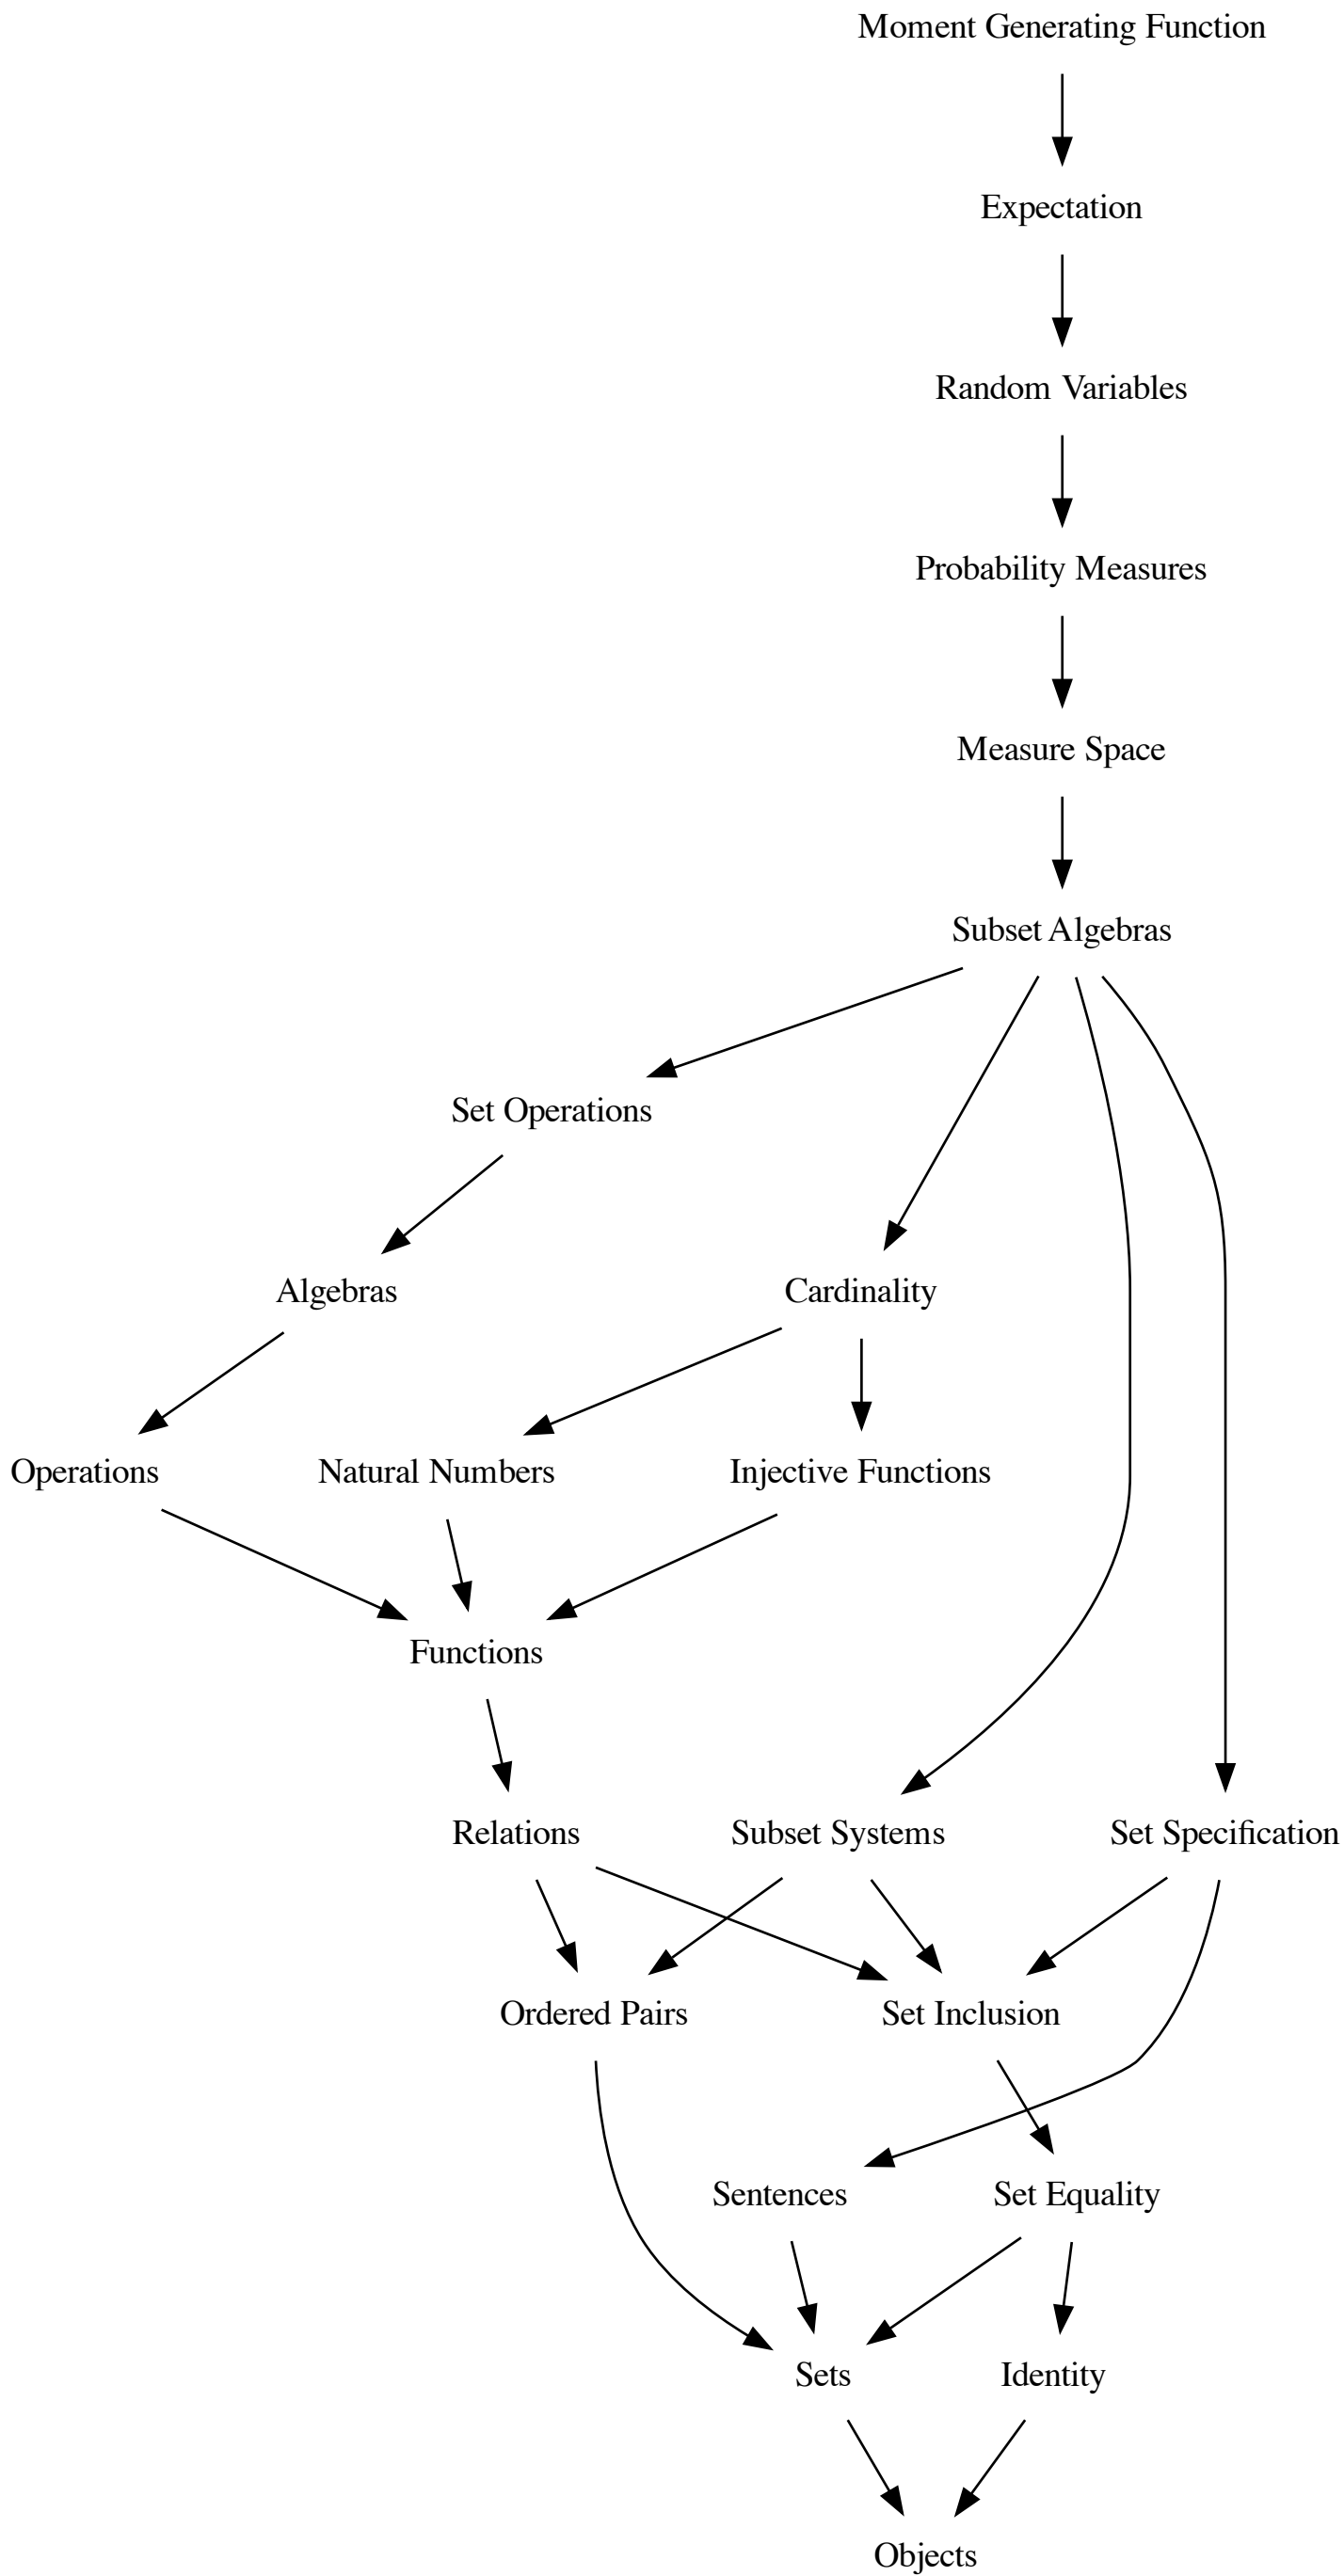 Moment Generating Function
Expectation
Random Variables
Probability Measures
Measure Space
Subset Algebras
Set Operations
Algebras
Cardinality
Operations
Natural Numbers
Injective Functions
Functions
Relations
Subset Systems
Set Specification
Ordered Pairs
Set Inclusion
Sentences
Set Equality
Sets
Identity
Objects